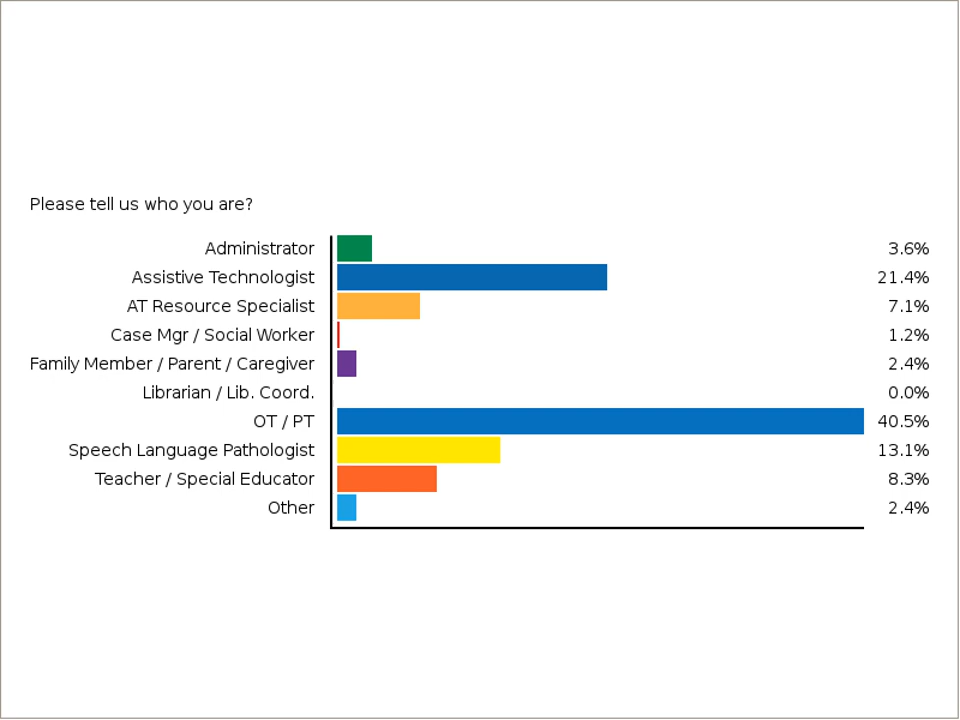 Please tell us who you are?
Administrator 3.6%
Assistive Technologist 21.4%
AT Resource Specialist 7.1%
Case Mgr / Social Worker 1.2%
Family Member / Parent / Caregiver 2.4%
Librarian / Lib. Coord. 0.0%
OT / PT 40.5%
Speech Language Pathologist 13.1%
Teacher / Special Educator 8.3%
Other 2.4%